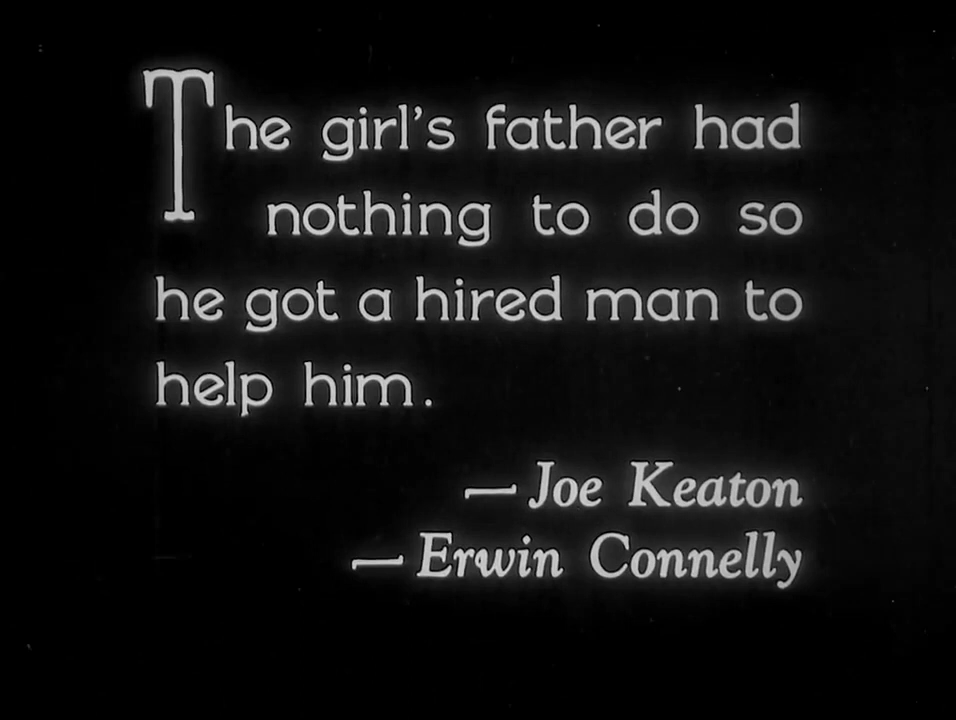 The girl's father had
nothing to do so
he got a hired man to
help him.
— Joe Keaton
— Erwin Connelly